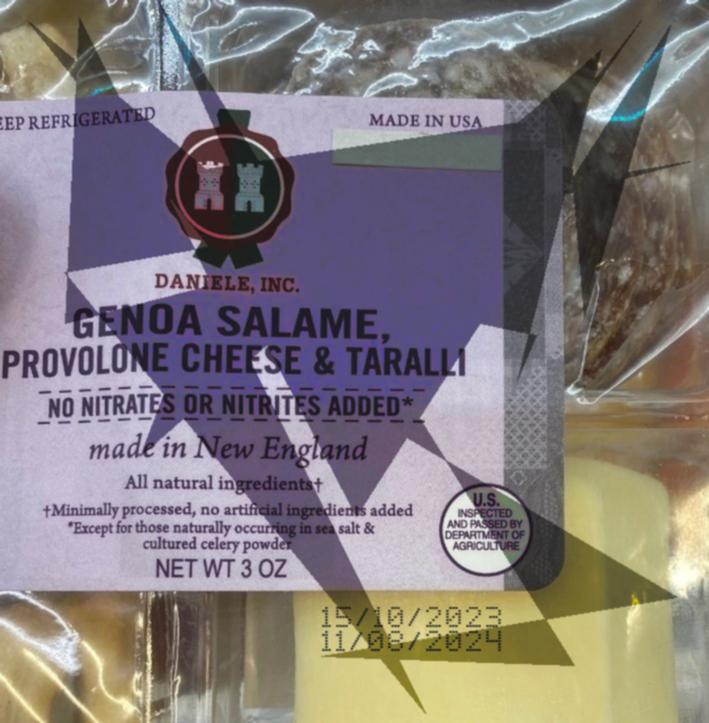 EEP REFRIGERATED
MADE IN USA
DANIELE, INC.
GENOA SALAME,
PROVOLONE CHEESE & TARALLI
NO NITRATES OR NITRITES ADDED*
made in New England
All natural ingredients†
†Minimally processed, no artificial ingredients added
*Except for those naturally occurring in sea salt &
cultured celery powder
NET WT 3 OZ
U.S.
INSPECTED
AND PASSED BY
DEPARTMENT OF
AGRICULTURE
15/10/2023
11/08/2024